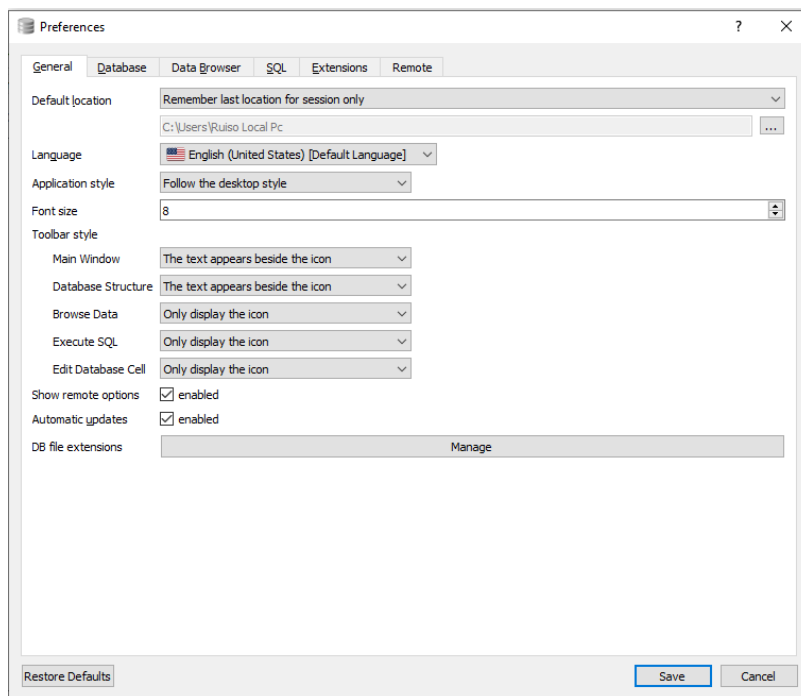 Preferences ?
General Database Data Browser SQL Extensions Remote
Default location Remember last location for session only
C:\Users\Ruiso Local Pc ...
Language English (United States) [Default Language]
Application style Follow the desktop style
Font size 8
Toolbar style
Main Window The text appears beside the icon
Database Structure The text appears beside the icon
Browse Data Only display the icon
Execute SQL Only display the icon
Edit Database Cell Only display the icon
Show remote options enabled
Automatic updates enabled
DB file extensions Manage
Restore Defaults Save Cancel